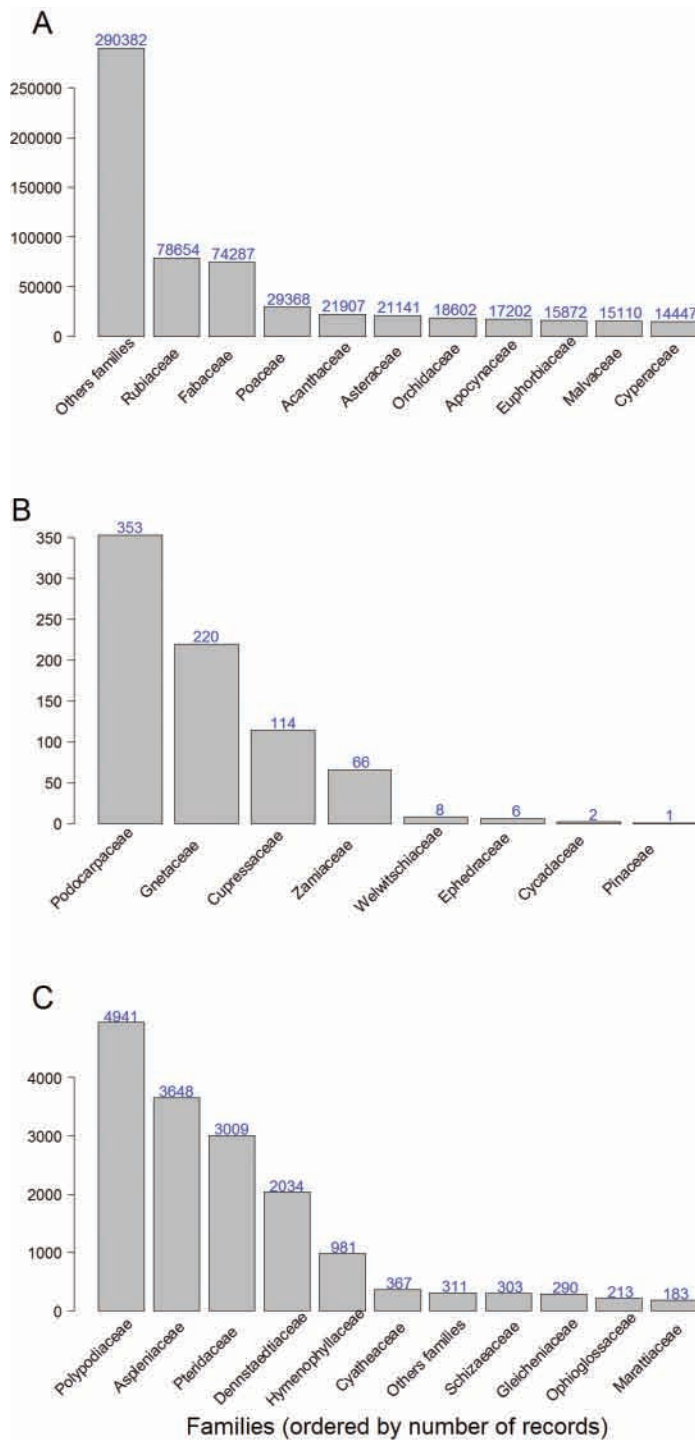 A
290382
250000
200000
150000
100000
50000
0
78654
74287
29368
21907
21141
18602
17202
15872
15110
14447
Others families
Rubiaceae
Fabaceae
Poaceae
Acanthaceae
Asteraceae
Orchidaceae
Apocynaceae
Euphorbiaceae
Malvaceae
Cyperaceae
B
350
300
250
200
150
100
50
0
353
220
114
66
8
6
2
1
Podocarpaceae
Gnetaceae
Cupressaceae
Zamiaceae
Welwitschiaceae
Ephedraceae
Cycadaceae
Pinaceae
C
4000
3000
2000
1000
0
4941
3648
3009
2034
981
367
311
303
290
213
183
Polypodiaceae
Aspleniaceae
Pteridaceae
Dennstaedtiaceae
Hymenophyllaceae
Cyatheaceae
Others families
Schizaeaceae
Gleicheniaceae
Ophioglossaceae
Marattiaceae
Families (ordered by number of records)